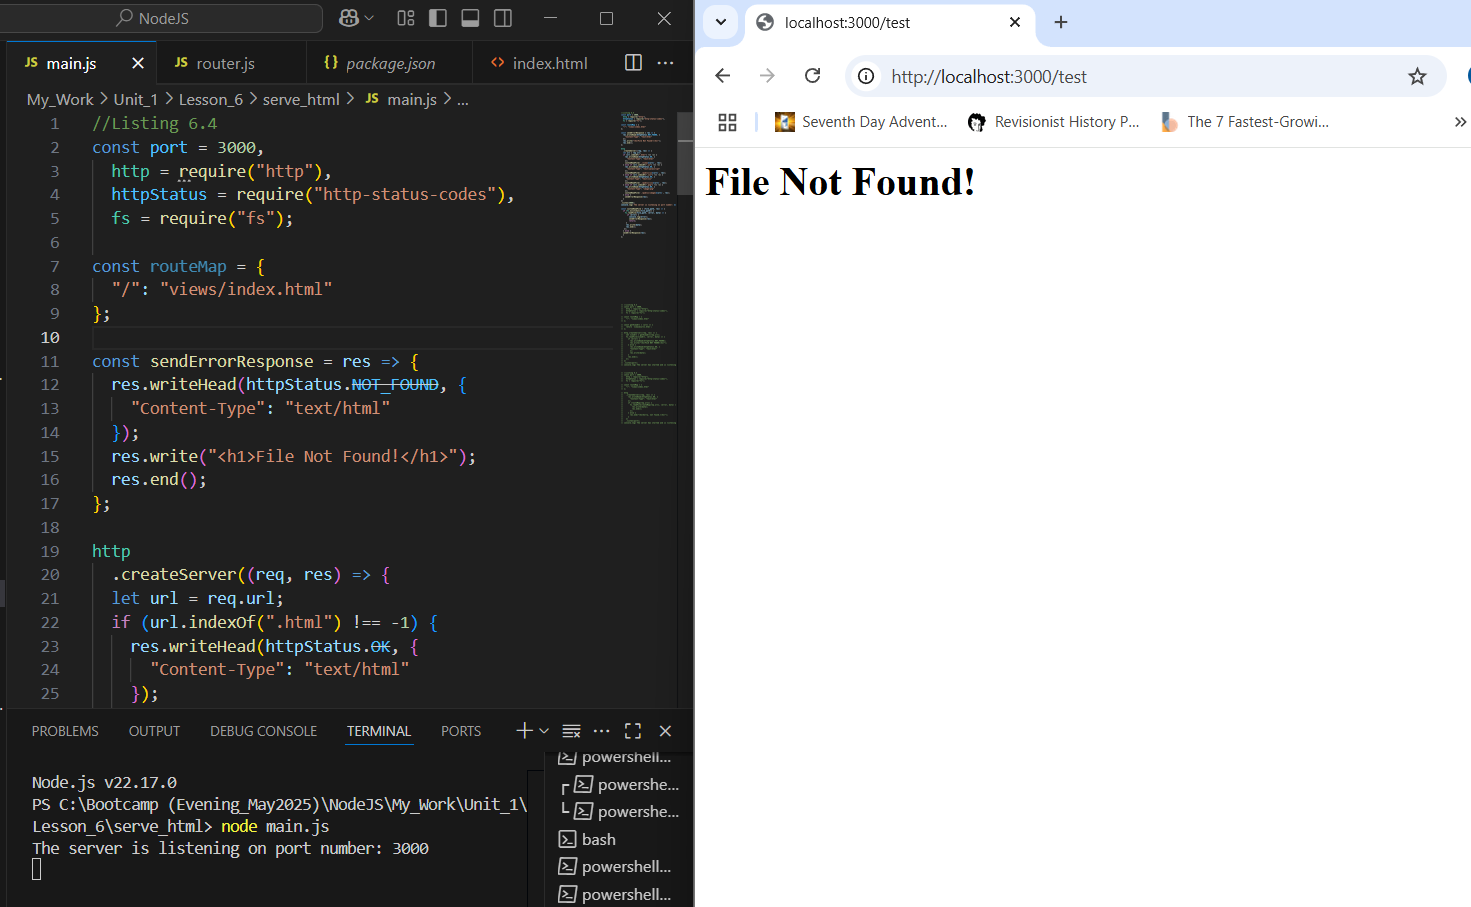 NodeJS
JS main.js
JS router.js
{} package.json
<> index.html
My_Work > Unit_1 > Lesson_6 > serve_html > JS main.js > ...
1 //Listing 6.4
2 const port = 3000,
3 http = require("http"),
4 httpStatus = require("http-status-codes"),
5 fs = require("fs");
6
7 const routeMap = {
8 "/": "views/index.html"
9 };
10
11 const sendErrorResponse = res => {
12 res.writeHead(httpStatus.NOT_FOUND, {
13 "Content-Type": "text/html"
14 });
15 res.write("<h1>File Not Found!</h1>");
16 res.end();
17 };
18
19 http
20 .createServer((req, res) => {
21 let url = req.url;
22 if (url.indexOf(".html") !== -1) {
23 res.writeHead(httpStatus.OK, {
24 "Content-Type": "text/html"
25 });
PROBLEMS OUTPUT DEBUG CONSOLE TERMINAL PORTS
Node.js v22.17.0
PS C:\Bootcamp (Evening_May2025)\NodeJS\My_Work\Unit_1\
Lesson_6\serve_html> node main.js
The server is listening on port number: 3000
powershell...
powershe...
powershe...
bash
powershell...
powershell...
localhost:3000/test
http://localhost:3000/test
Seventh Day Advent...
Revisionist History P...
The 7 Fastest-Growi...
File Not Found!